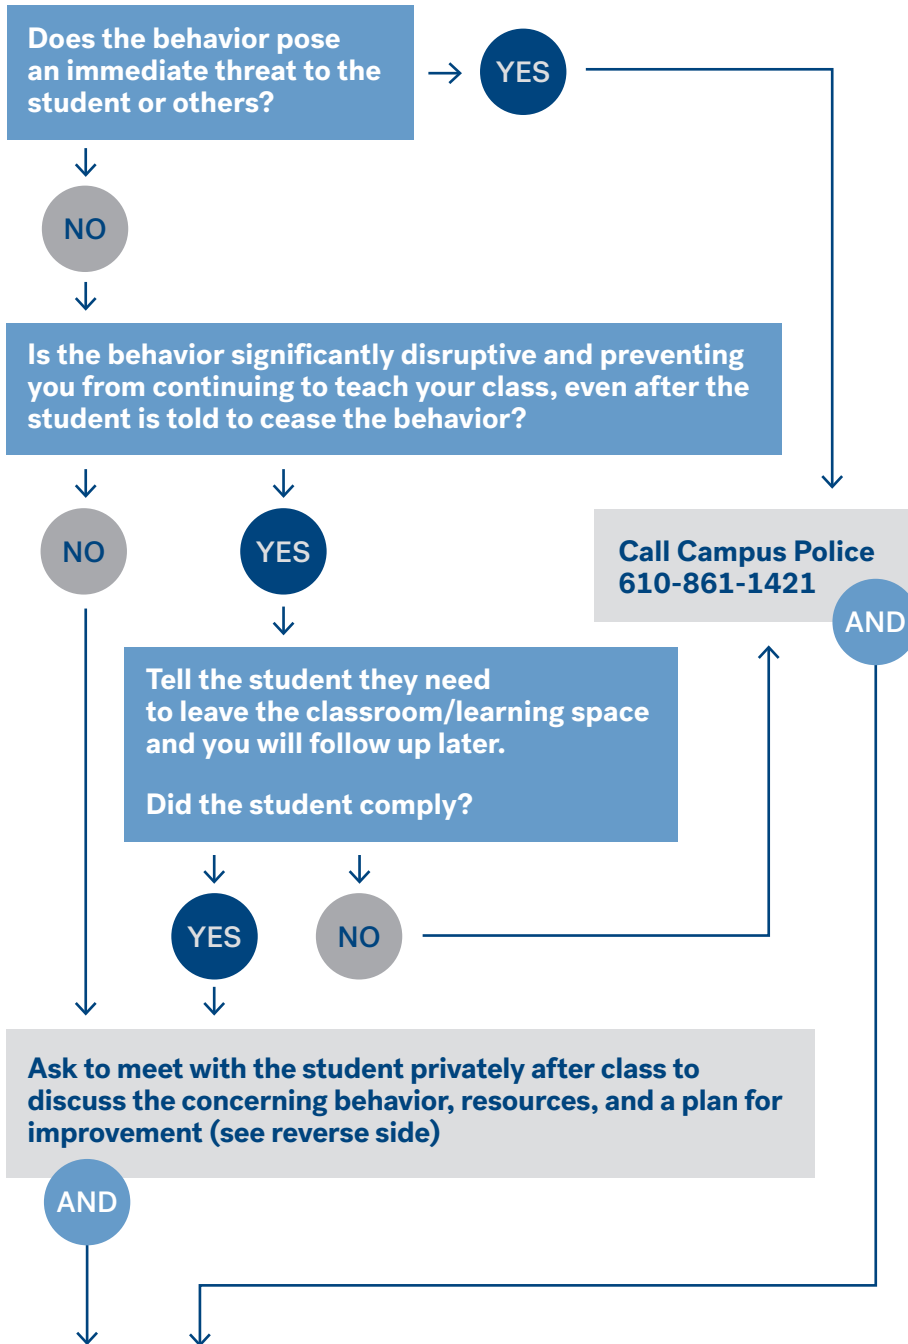 Does the behavior pose
an immediate threat to the
student or others?
YES
NO
Is the behavior significantly disruptive and preventing
you from continuing to teach your class, even after the
student is told to cease the behavior?
NO
YES
Call Campus Police
610-861-1421
AND
Tell the student they need
to leave the classroom/learning space
and you will follow up later.
Did the student comply?
YES
NO
Ask to meet with the student privately after class to
discuss the concerning behavior, resources, and a plan for
improvement (see reverse side)
AND